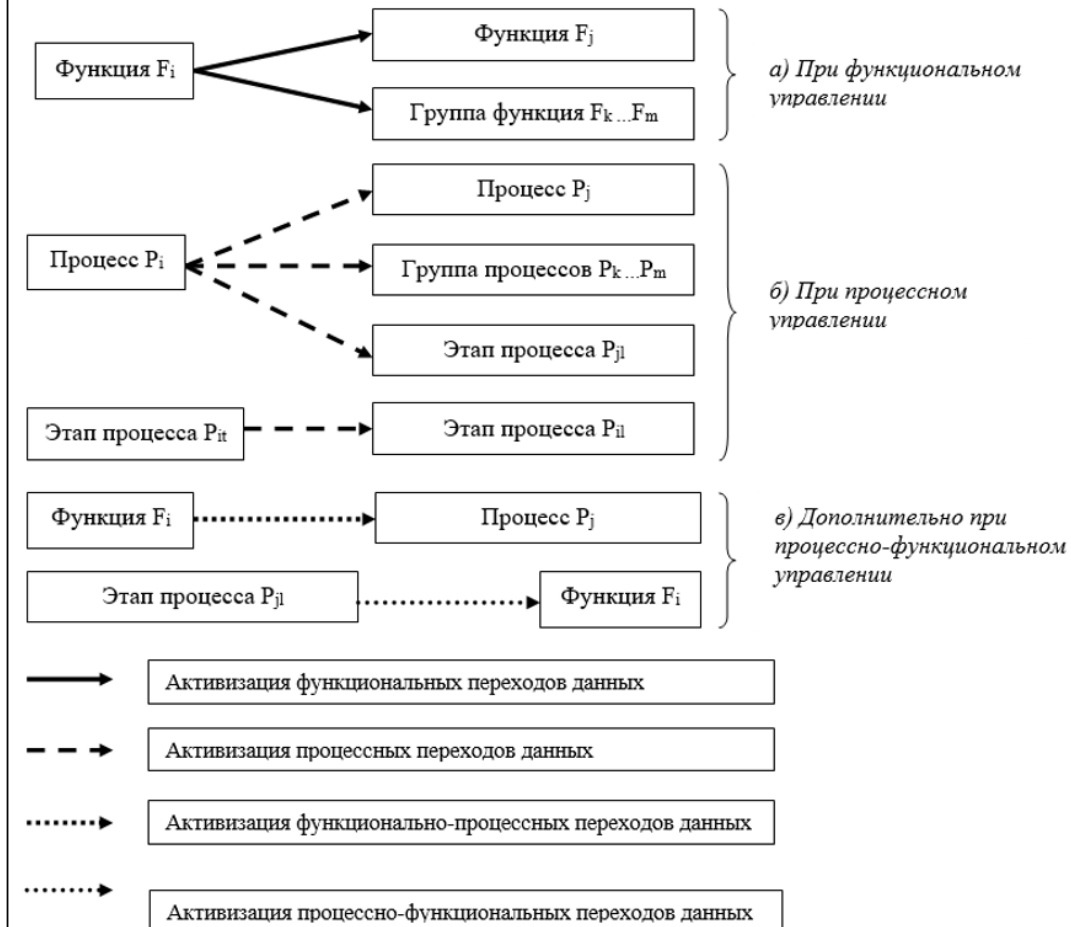 Функция Fi
Функция Fj
Группа функция Fk ...Fm
а) При функциональном
управлении
Процесс Pi
Процесс Pj
Группа процессов Pk ...Pm
Этап процесса Pjl
Этап процесса Pit
Этап процесса Pil
б) При процессном
управлении
Функция Fi
Процесс Pj
Этап процесса Pjl
Функция Fi
в) Дополнительно при
процессно-функциональном
управлении
Активизация функциональных переходов данных
Активизация процессных переходов данных
Активизация функционально-процессных переходов данных
Активизация процессно-функциональных переходов данных